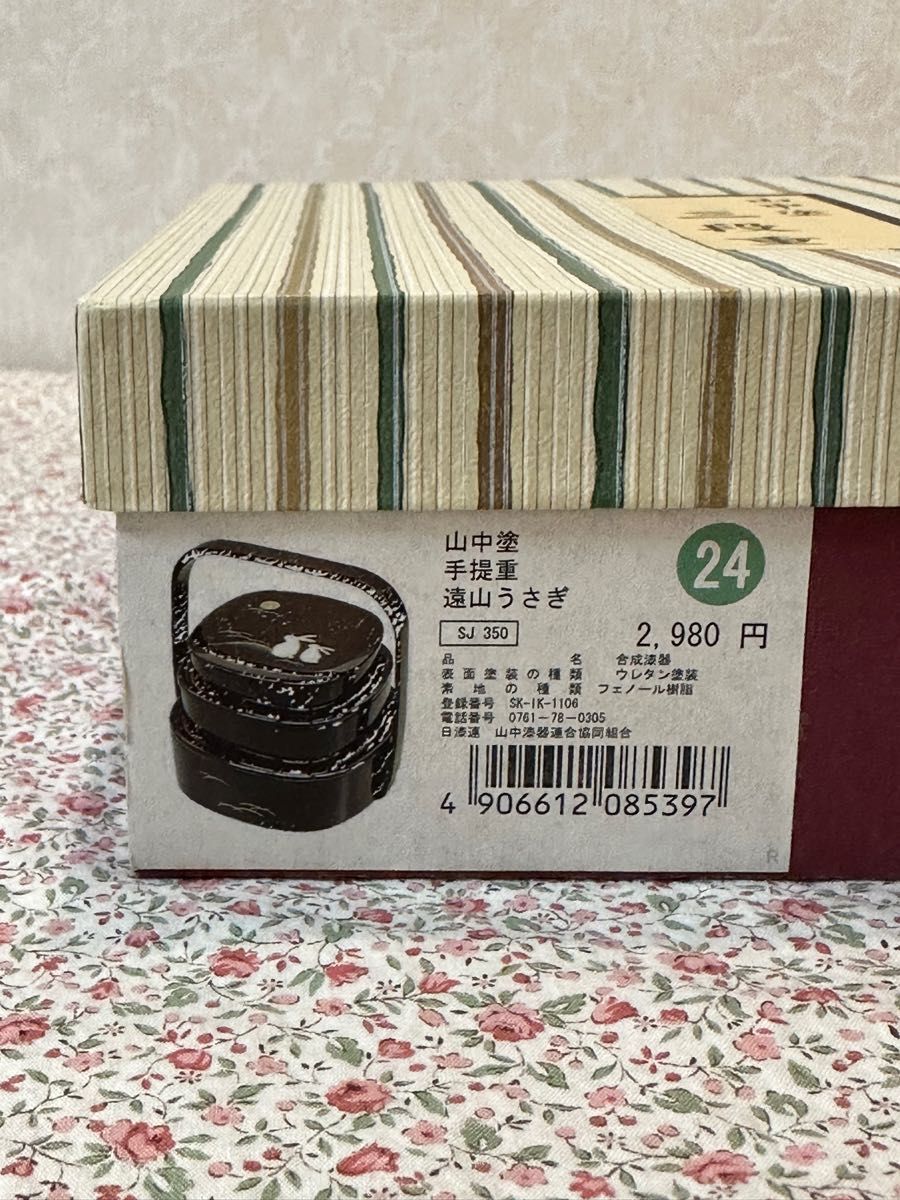 山中塗
手提重
遠山うさぎ
24
SJ 350
2,980 円
品名 合成漆器
表面塗装の種類 ウレタン塗装
素地の種類 フェノール樹脂
登録番号 SK-IK-1106
電話番号 0761-78-0305
日漆連 山中漆器連合協同組合
4 906612 085397
R